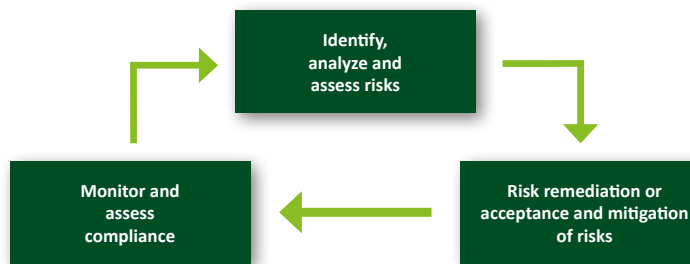 Identify,
analyze and
assess risks
Monitor and
assess
compliance
Risk remediation or
acceptance and mitigation
of risks